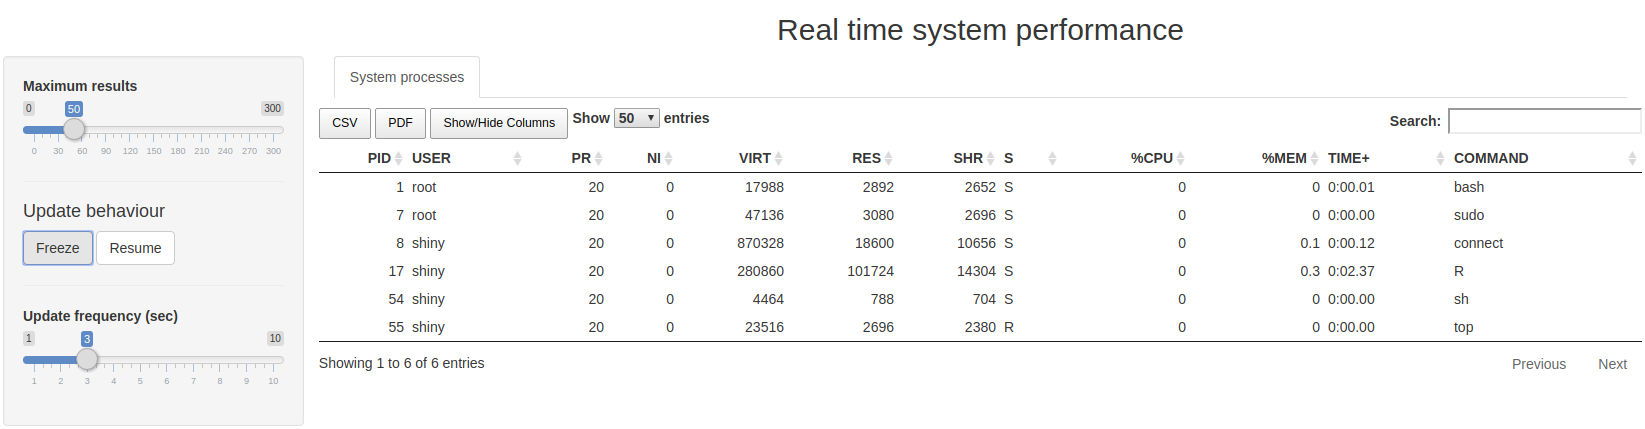 Real time system performance
Maximum results
0 50 300
0 30 60 90 120 150 180 210 240 270 300
Update behaviour
Freeze Resume
Update frequency (sec)
1 3 10
1 2 3 4 5 6 7 8 9 10
System processes
CSV PDF Show/Hide Columns Show 50 entries Search:
PID USER PR NI VIRT RES SHR S %CPU %MEM TIME+ COMMAND
1 root 20 0 17988 2892 2652 S 0 0 0:00.01 bash
7 root 20 0 47136 3080 2696 S 0 0 0:00.00 sudo
8 shiny 20 0 870328 18600 10656 S 0 0.1 0:00.12 connect
17 shiny 20 0 280860 101724 14304 S 0 0.3 0:02.37 R
54 shiny 20 0 4464 788 704 S 0 0 0:00.00 sh
55 shiny 20 0 23516 2696 2380 R 0 0 0:00.00 top
Showing 1 to 6 of 6 entries Previous Next